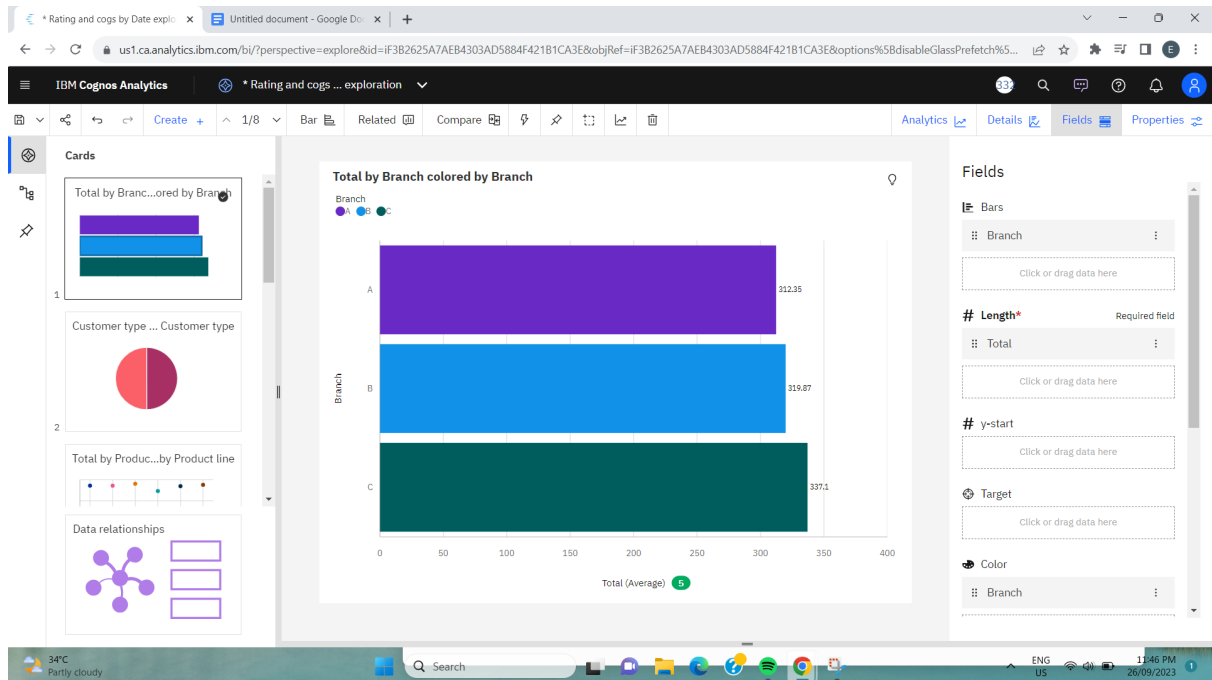 * Rating and cogs by Date explo
Untitled document - Google Do
us1.ca.analytics.ibm.com/bi/?perspective=explore&id=iF3B2625A7AEB4303AD5884F421B1CA3E&objRef=iF3B2625A7AEB4303AD5884F421B1CA3E&options%5BdisableGlassPrefetch%5...
E
IBM Cognos Analytics
* Rating and cogs ... exploration
332
Create +
1/8
Bar
Related
Compare
Analytics
Details
Fields
Properties
Cards
Total by Branc...ored by Branch
1
Customer type ... Customer type
2
Total by Produc...by Product line
Data relationships
Total by Branch colored by Branch
Branch
A B C
A
312.35
B
319.87
C
337.1
Branch
0 50 100 150 200 250 300 350 400
Total (Average) 5
Fields
Bars
Branch
Click or drag data here
# Length* Required field
Total
Click or drag data here
# y-start
Click or drag data here
Target
Click or drag data here
Color
Branch
34°C
Partly cloudy
Search
ENG
US
11:46 PM
26/09/2023
1